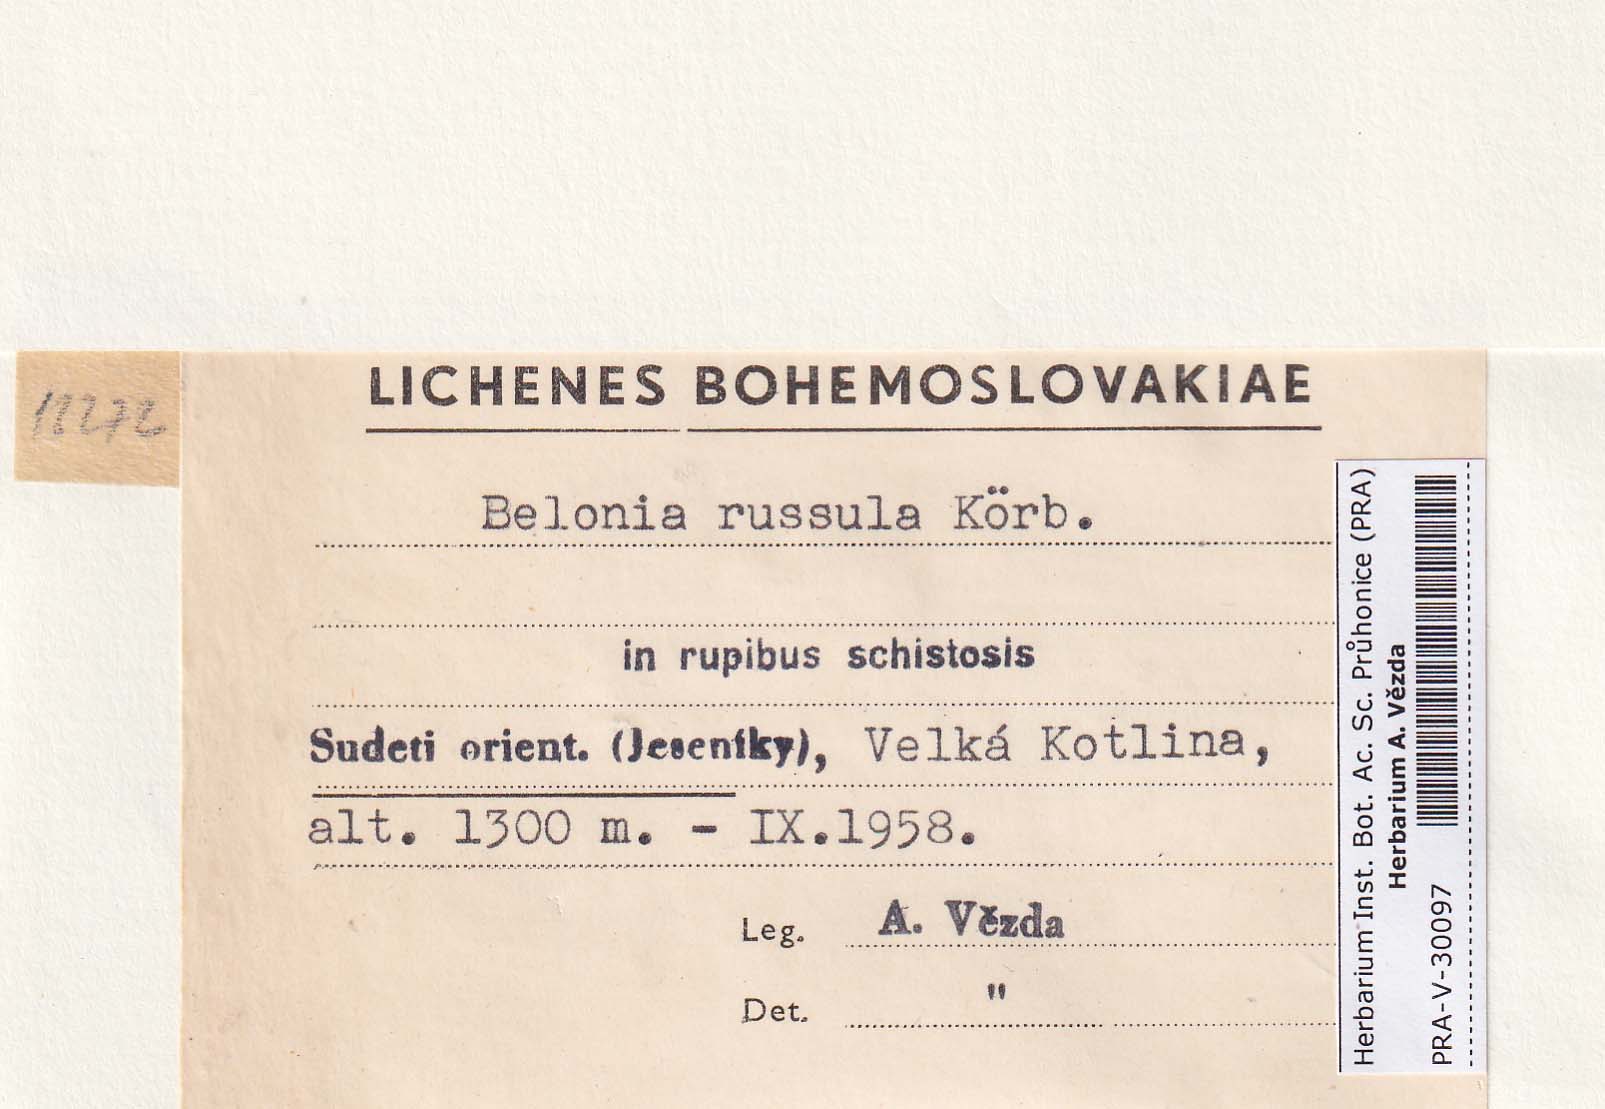 LICHENES BOHEMOSLOVAKIAE
Belonia russula Körb.
in rupibus schistosis
Sudeti orient. (Jeseníky), Velká Kotlina,
alt. 1300 m. - IX.1958.
Leg. A. Vězda
Det. "
Herbarium Inst. Bot. Ac. Sc. Průhonice (PRA)
Herbarium A. Vězda
PRA-V-30097